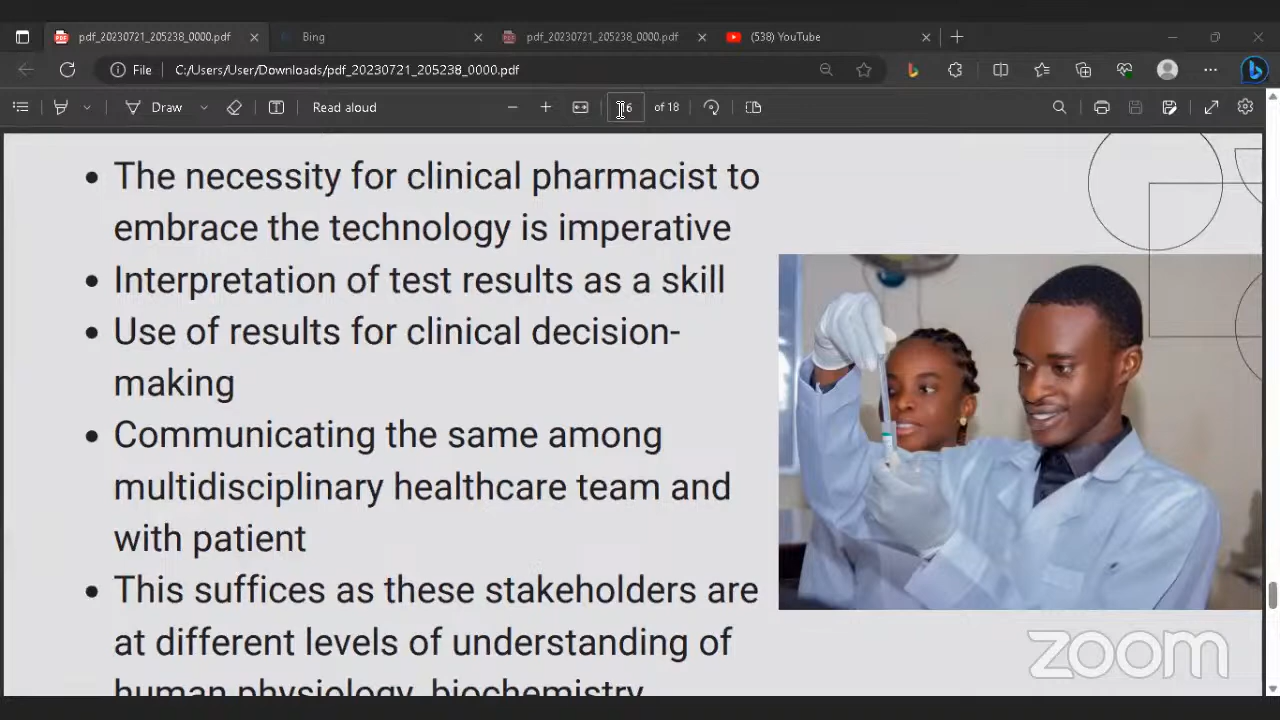 pdf_20230721_205238_0000.pdf
Bing
pdf_20230721_205238_0000.pdf
(538) YouTube
File
C:/Users/User/Downloads/pdf_20230721_205238_0000.pdf
Draw
Read aloud
of 18
The necessity for clinical pharmacist to
embrace the technology is imperative
Interpretation of test results as a skill
Use of results for clinical decision-
making
Communicating the same among
multidisciplinary healthcare team and
with patient
This suffices as these stakeholders are
at different levels of understanding of
human physiology, biochemistry
zoom